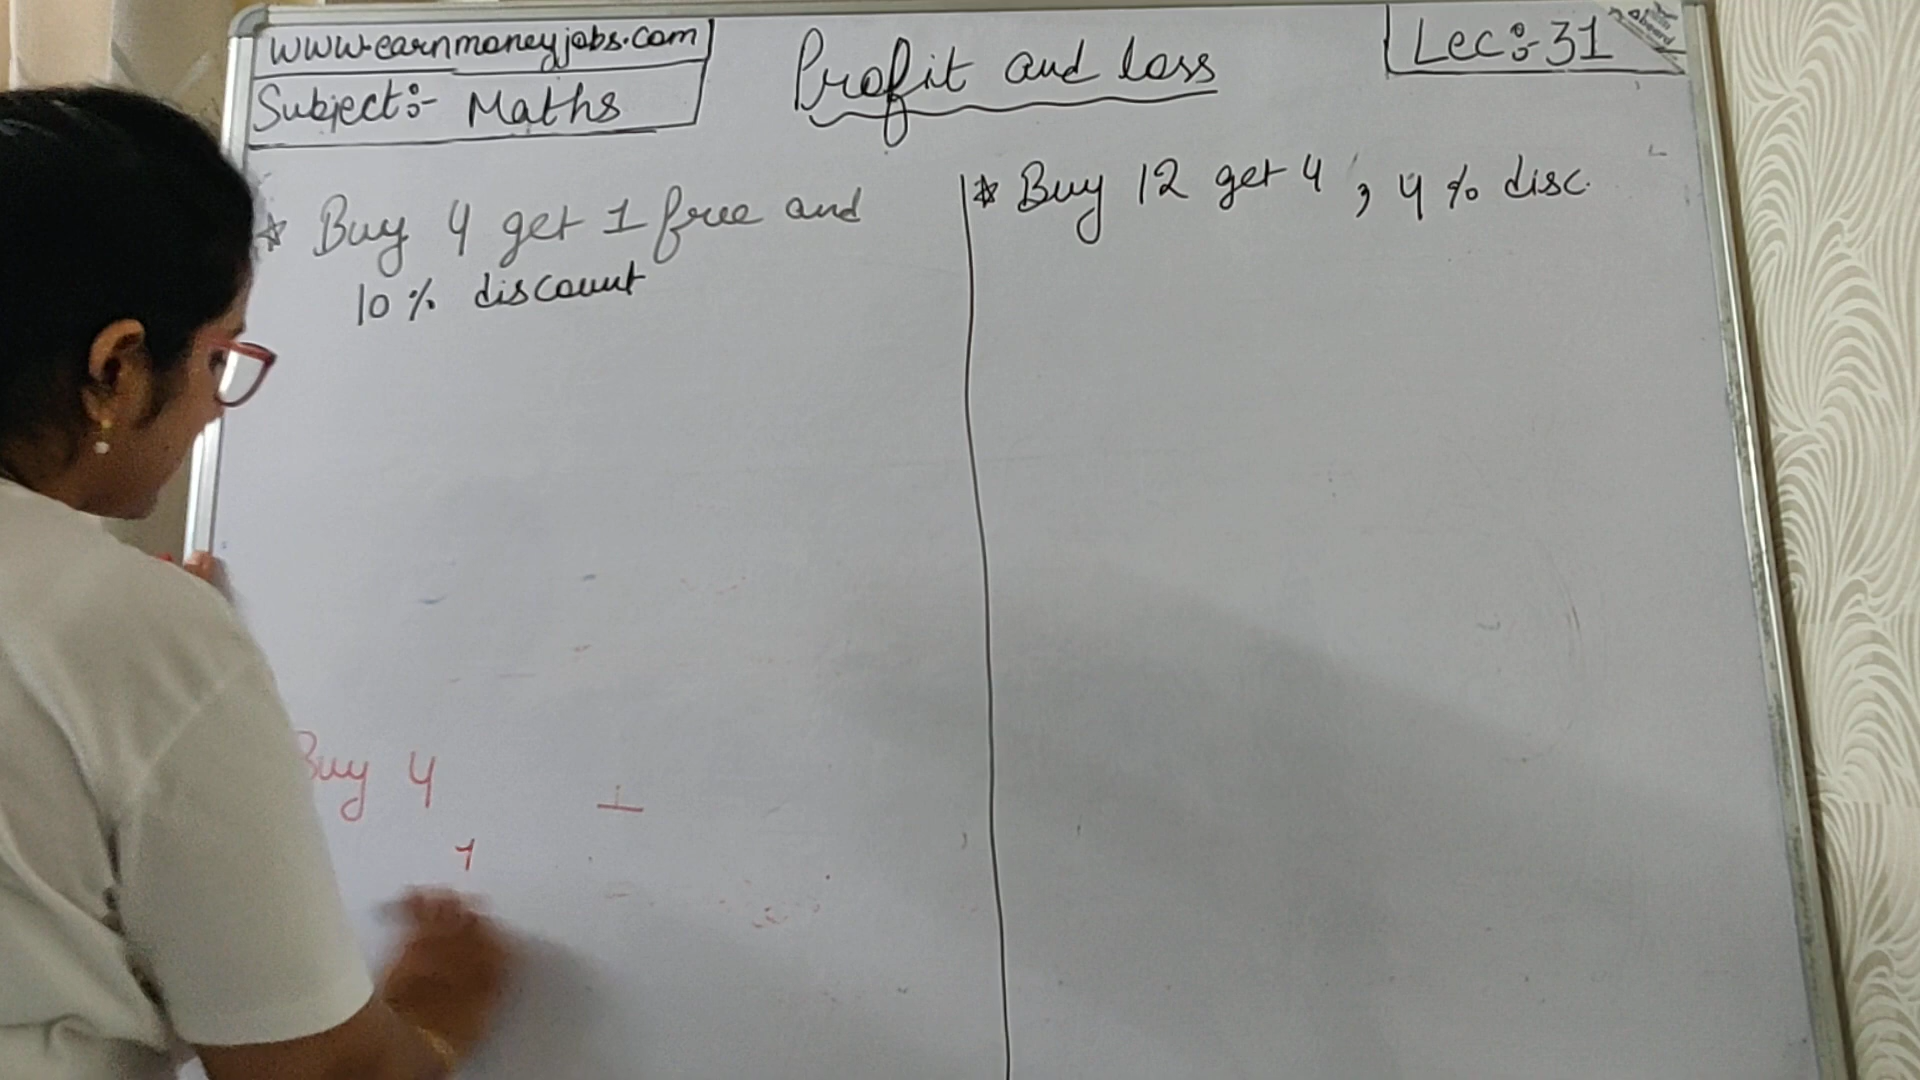 www.earnmoneyjobs.com
Subject:- Maths
Profit and loss
Lec:-31
* Buy 4 get 1 free and
10% discount
* Buy 12 get 4, 4% disc.
Buy 4
1